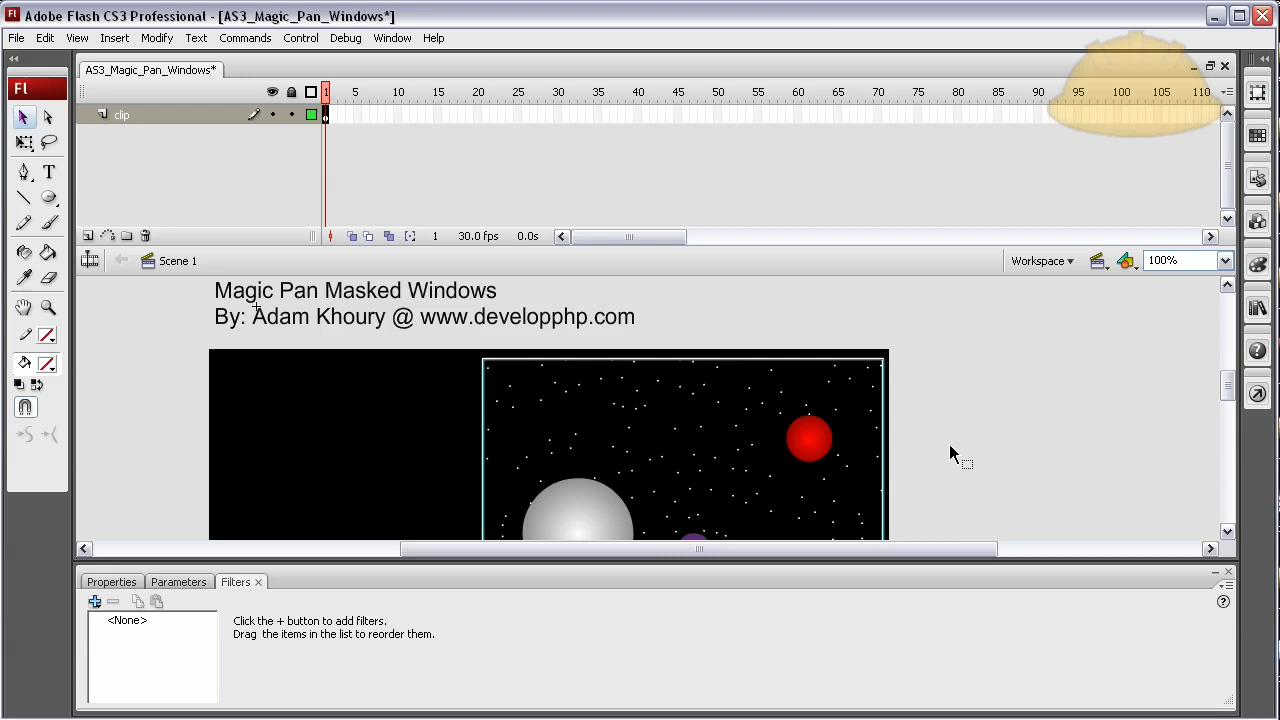 Fl Adobe Flash CS3 Professional - [AS3_Magic_Pan_Windows*]
File Edit View Insert Modify Text Commands Control Debug Window Help
AS3_Magic_Pan_Windows*
Fl
1 5 10 15 20 25 30 35 40 45 50 55 60 65 70 75 80 85 90 95 100 105 110
clip
T
1 30.0 fps 0.0s
Scene 1
Workspace 100%
Magic Pan Masked Windows
By: Adam Khoury @ www.developphp.com
Properties Parameters Filters
<None>
Click the + button to add filters.
Drag the items in the list to reorder them.